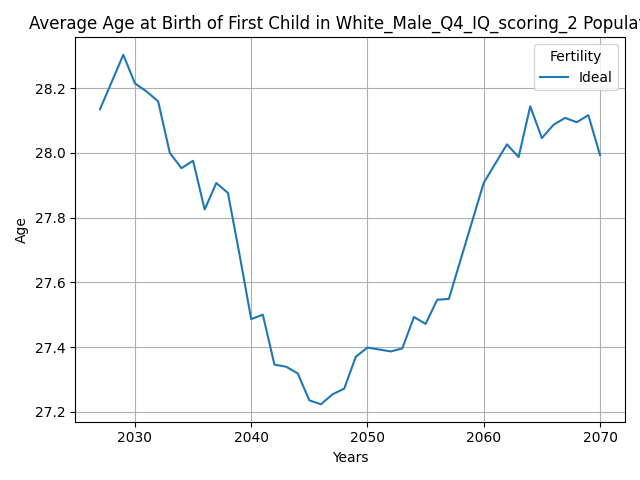 Average Age at Birth of First Child in White_Male_Q4_IQ_scoring_2 Populat
Fertility
Ideal
28.2
28.0
27.8
27.6
27.4
27.2
Age
2030 2040 2050 2060 2070
Years